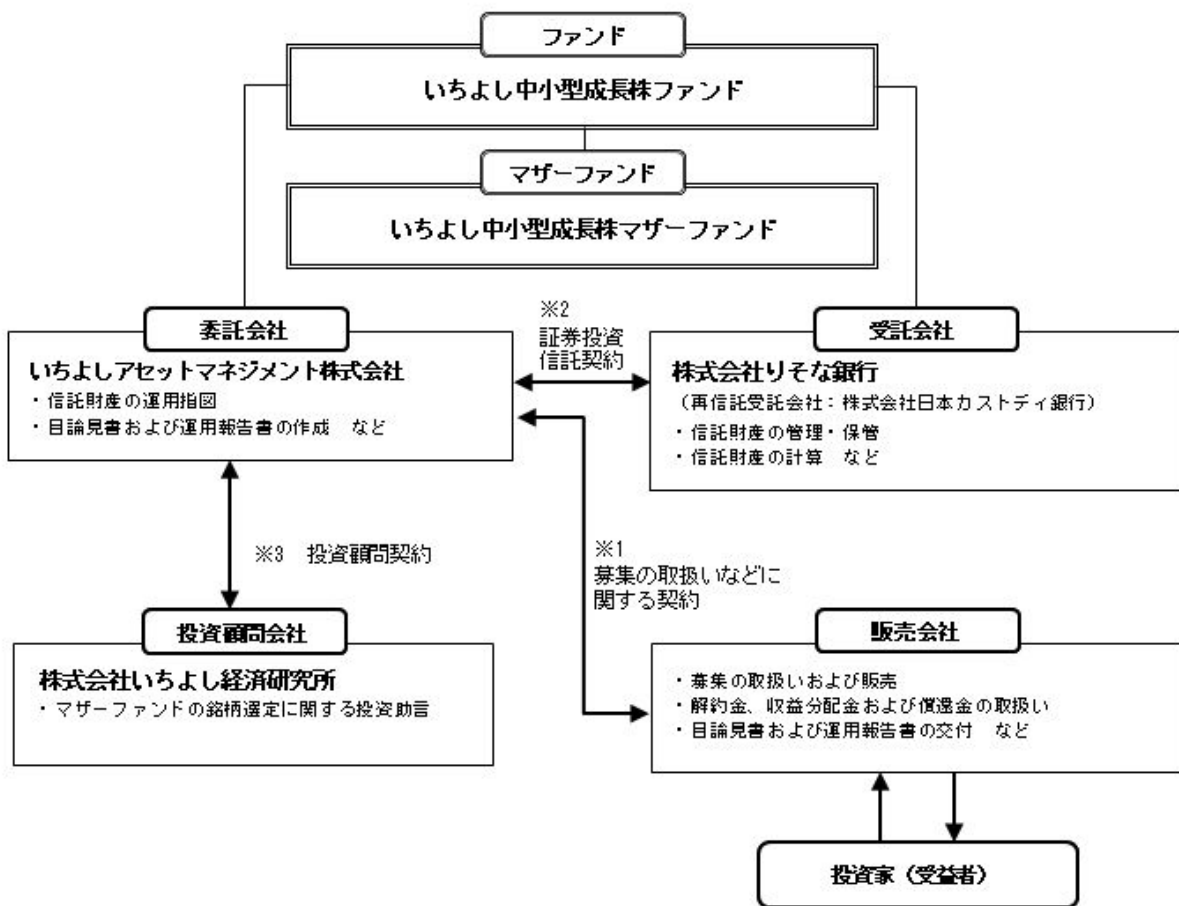 ファンド
いちよし中小型成長株ファンド
マザーファンド
いちよし中小型成長株マザーファンド
委託会社
いちよしアセットマネジメント株式会社
・信託財産の運用指図
・目論見書および運用報告書の作成　など
※2
証券投資
信託契約
受託会社
株式会社りそな銀行
（再信託受託会社：株式会社日本カストディ銀行）
・信託財産の管理・保管
・信託財産の計算　など
※3　投資顧問契約
※1
募集の取扱いなどに
関する契約
投資顧問会社
株式会社いちよし経済研究所
・マザーファンドの銘柄選定に関する投資助言
販売会社
・募集の取扱いおよび販売
・解約金、収益分配金および償還金の取扱い
・目論見書および運用報告書の交付　など
投資家（受益者）